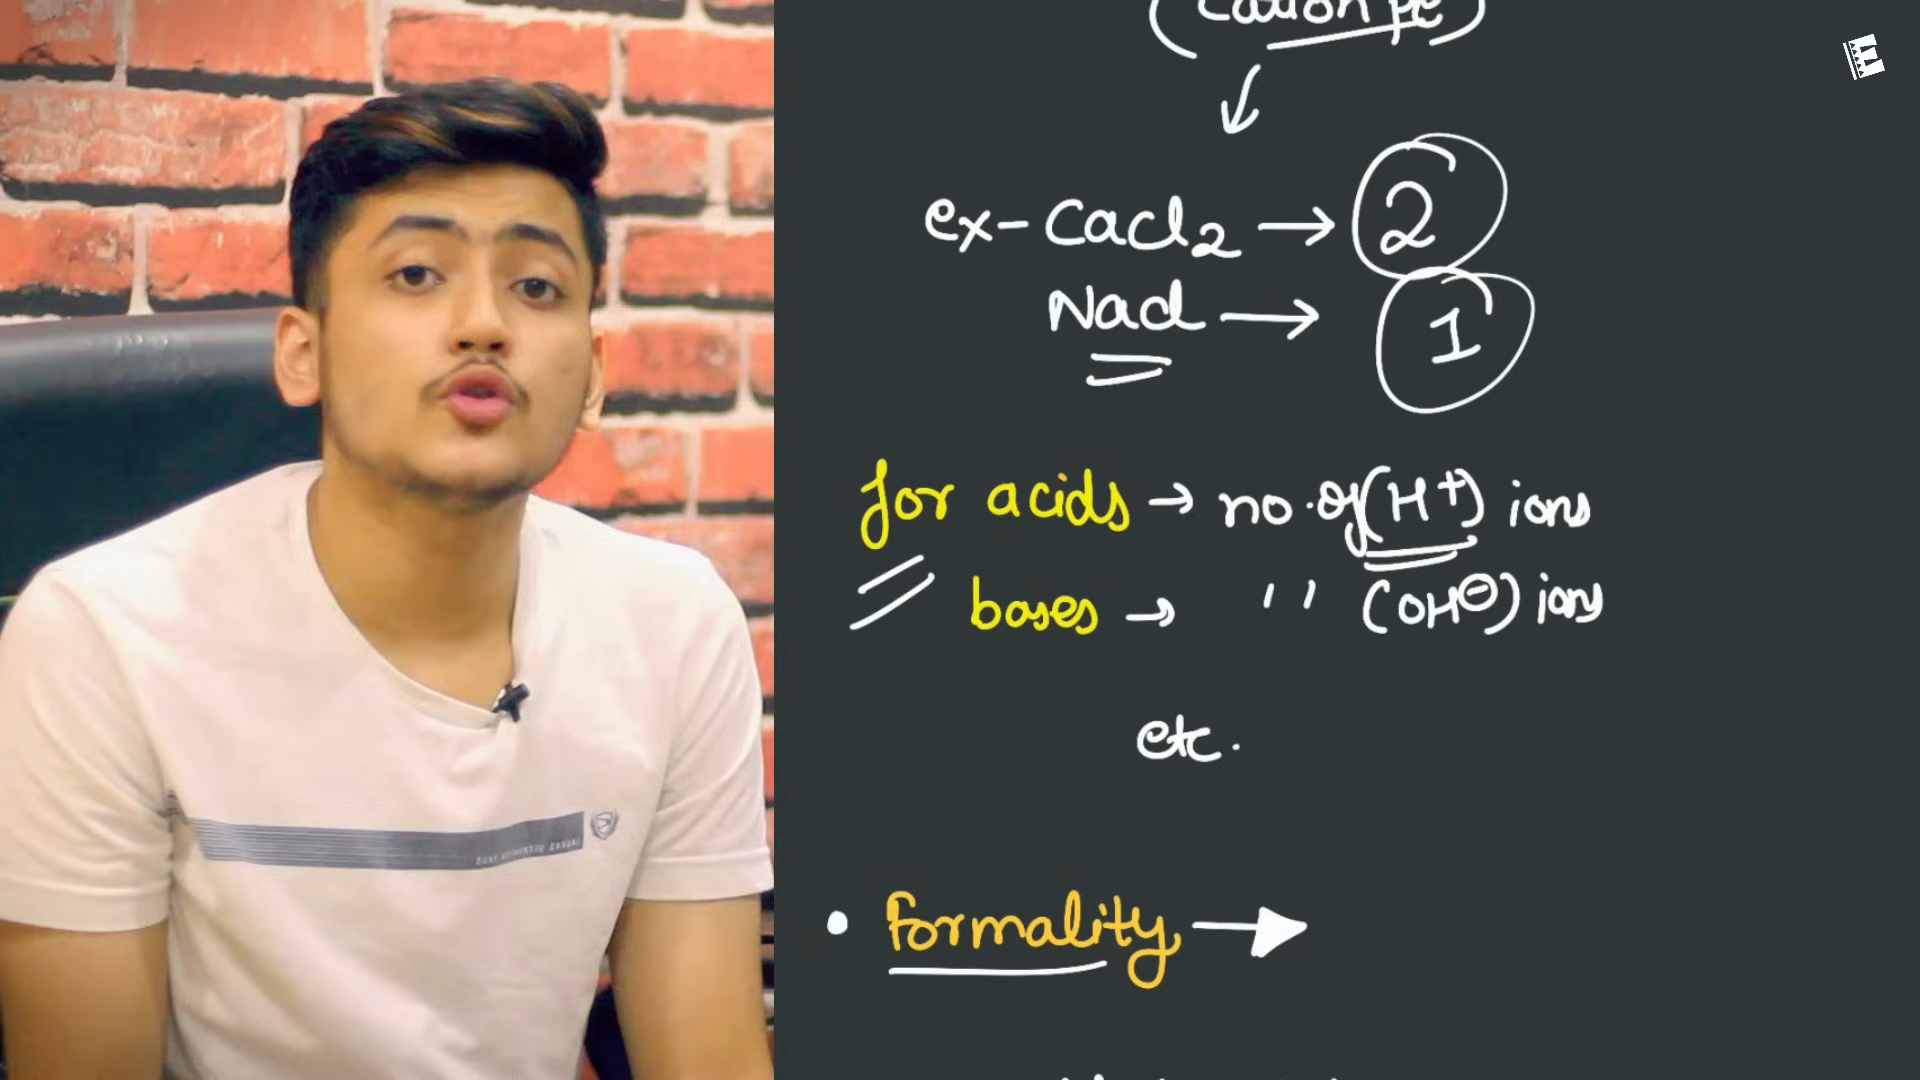 ex- CaCl2 → 2
NaCl → 1
for acids → no. of (H+) ions
bases → '' (OH⊖) ions
etc.
• Formality →